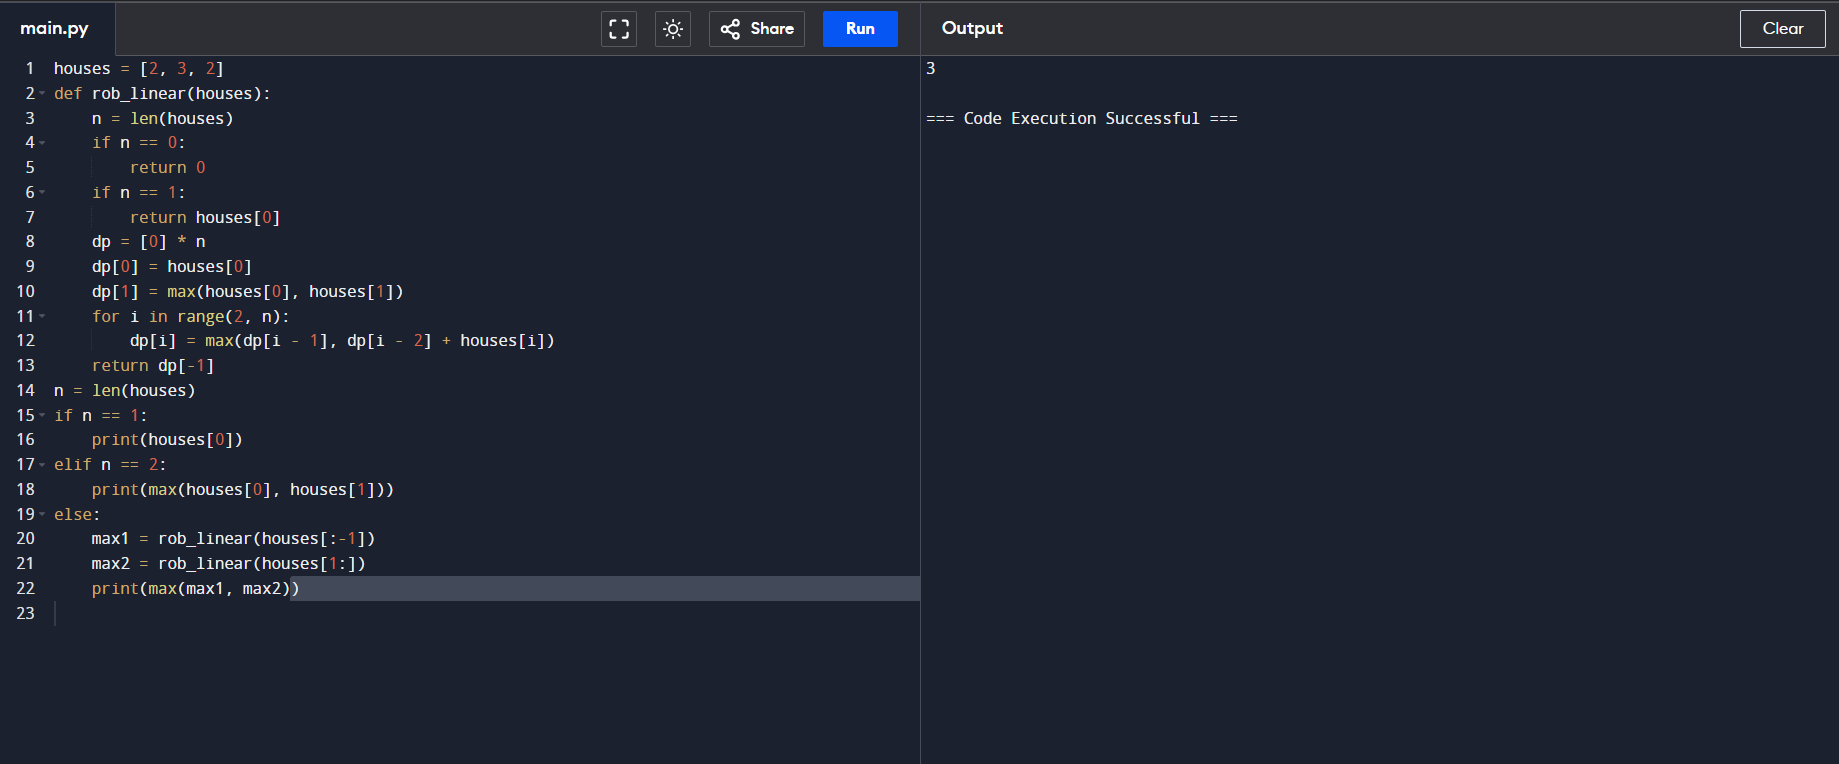 main.py Share Run Output Clear
1 houses = [2, 3, 2]
2 def rob_linear(houses):
3     n = len(houses)
4     if n == 0:
5         return 0
6     if n == 1:
7         return houses[0]
8     dp = [0] * n
9     dp[0] = houses[0]
10     dp[1] = max(houses[0], houses[1])
11     for i in range(2, n):
12         dp[i] = max(dp[i - 1], dp[i - 2] + houses[i])
13     return dp[-1]
14 n = len(houses)
15 if n == 1:
16     print(houses[0])
17 elif n == 2:
18     print(max(houses[0], houses[1]))
19 else:
20     max1 = rob_linear(houses[:-1])
21     max2 = rob_linear(houses[1:])
22     print(max(max1, max2))
23
3
=== Code Execution Successful ===